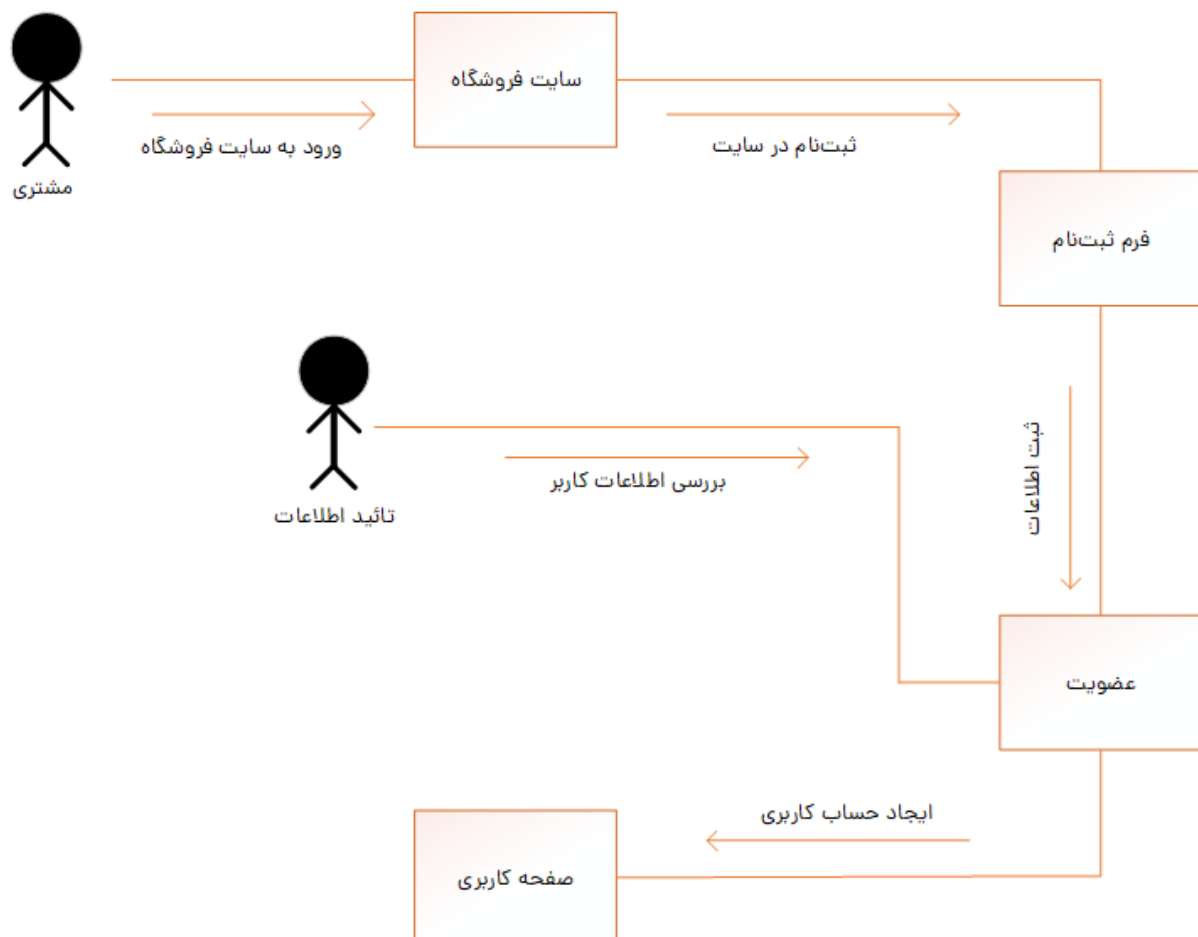 سایت فروشگاه
ورود به سایت فروشگاه
ثبت‌نام در سایت
مشتری
فرم ثبت‌نام
ثبت اطلاعات
بررسی اطلاعات کاربر
تائید اطلاعات
عضویت
ایجاد حساب کاربری
صفحه کاربری